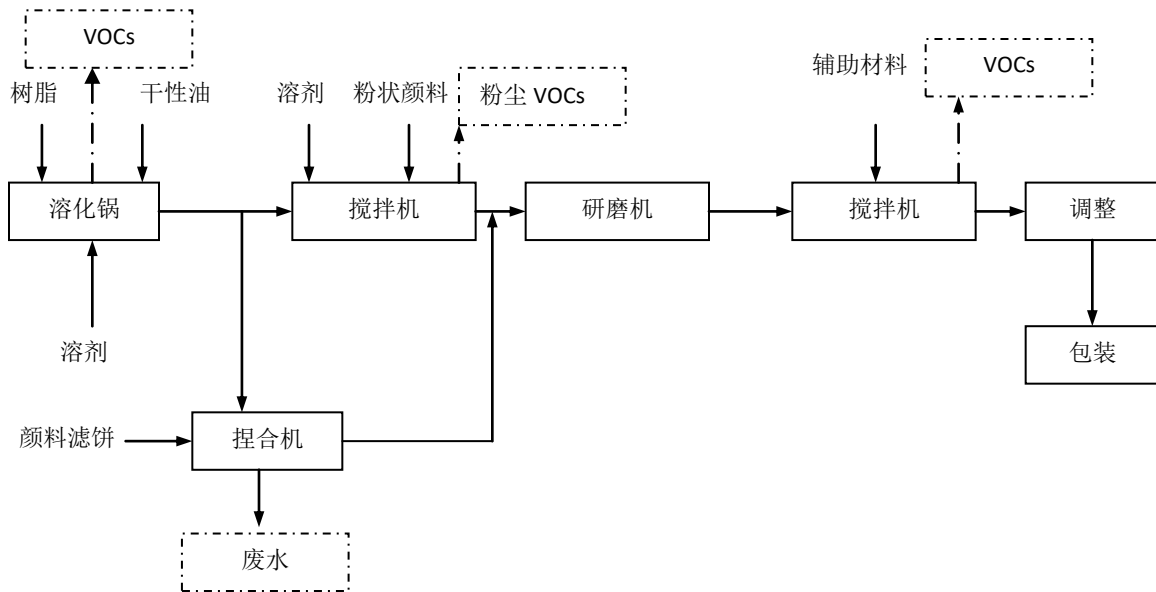 VOCs
树脂
干性油
溶剂
粉状颜料
粉尘 VOCs
辅助材料
VOCs
溶化锅
搅拌机
研磨机
搅拌机
调整
溶剂
包装
颜料滤饼
捏合机
废水